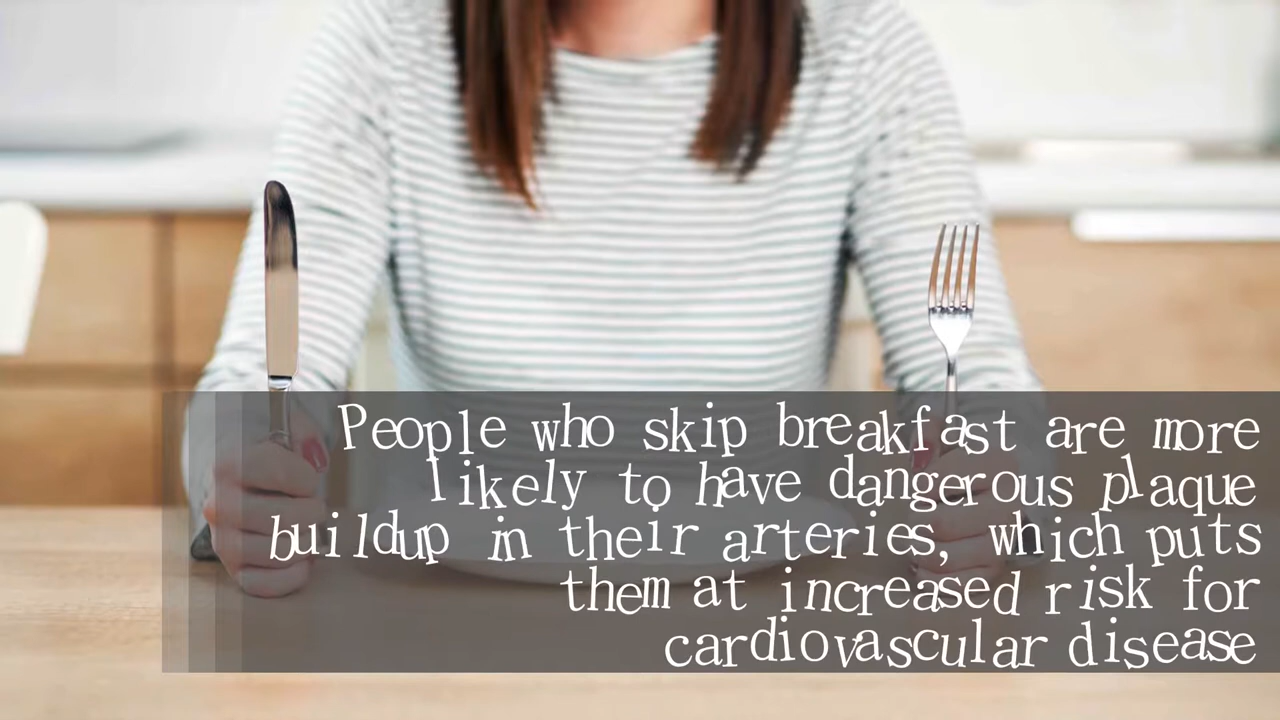 People who skip breakfast are more
likely to have dangerous plaque
buildup in their arteries, which puts
them at increased risk for
cardiovascular disease